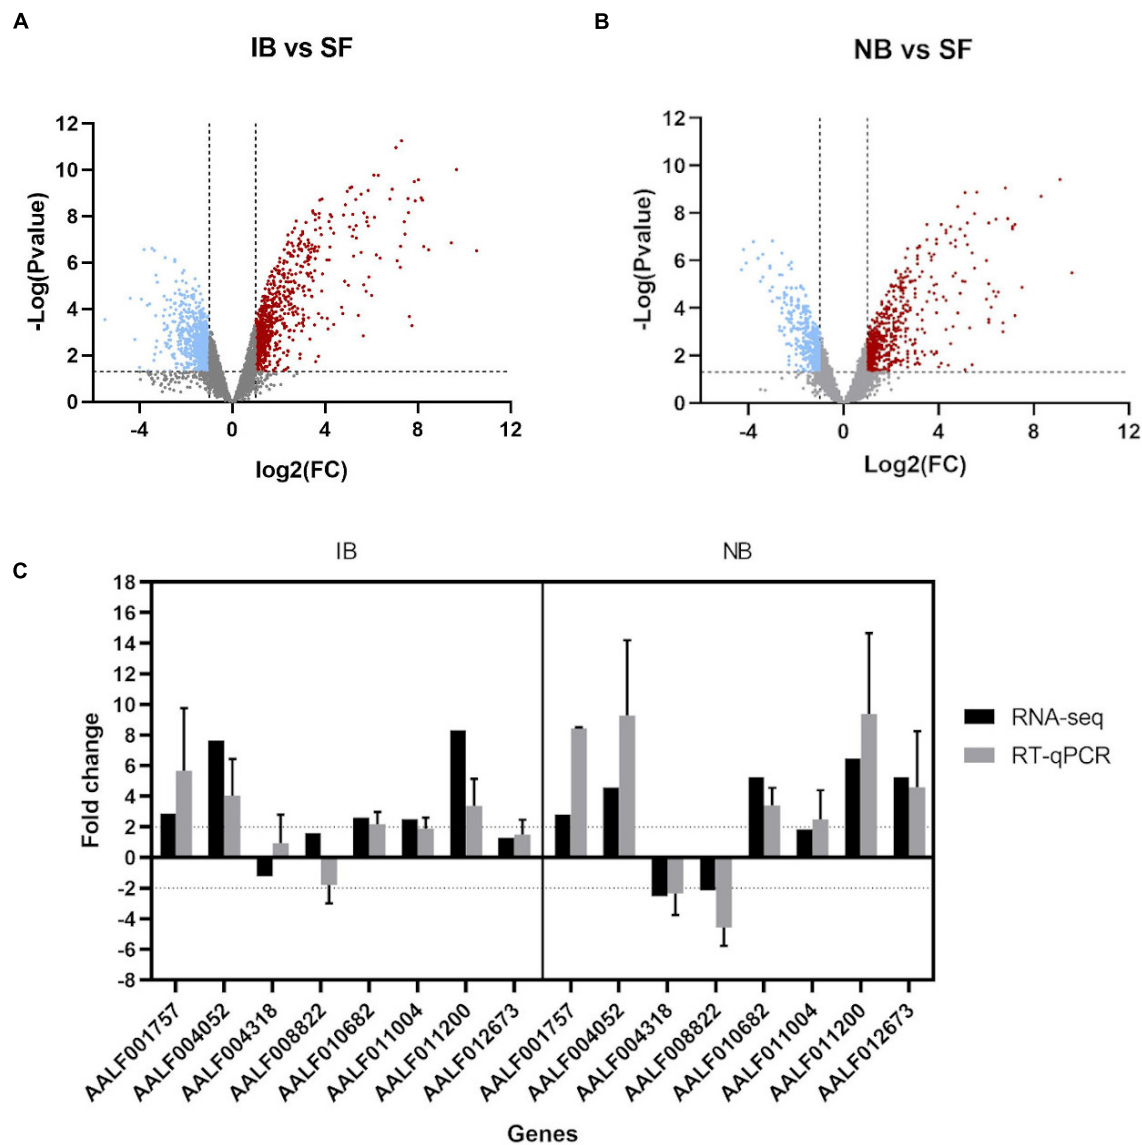 A
B
IB vs SF
NB vs SF
12
10
8
6
4
2
0
-Log(Pvalue)
-4
0
4
8
12
log2(FC)
12
10
8
6
4
2
0
-Log(Pvalue)
-4
0
4
8
12
Log2(FC)
C
IB
NB
18
16
14
12
10
8
6
4
2
0
-2
-4
-6
-8
Fold change
RNA-seq
RT-qPCR
AALF001757
AALF004052
AALF004318
AALF008822
AALF010682
AALF011004
AALF011200
AALF012673
AALF001757
AALF004052
AALF004318
AALF008822
AALF010682
AALF011004
AALF011200
AALF012673
Genes